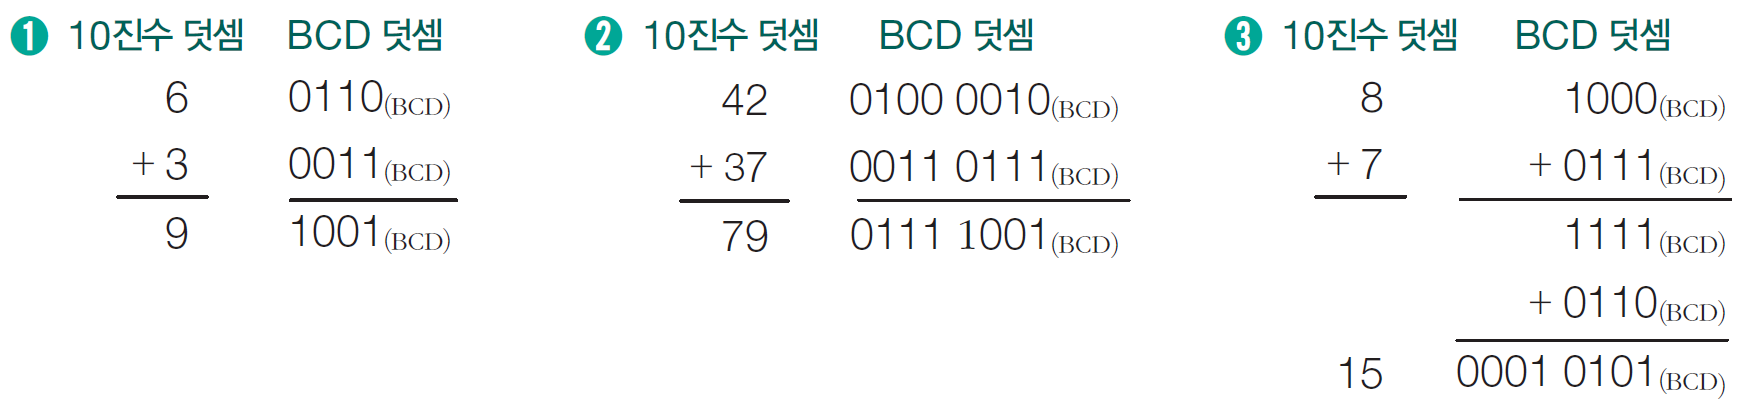 ❶ 10진수 덧셈 BCD 덧셈
6 0110(BCD)
+ 3 0011(BCD)
9 1001(BCD)
❷ 10진수 덧셈 BCD 덧셈
42 0100 0010(BCD)
+ 37 0011 0111(BCD)
79 0111 1001(BCD)
❸ 10진수 덧셈 BCD 덧셈
8 1000(BCD)
+ 7 + 0111(BCD)
1111(BCD)
+ 0110(BCD)
15 0001 0101(BCD)